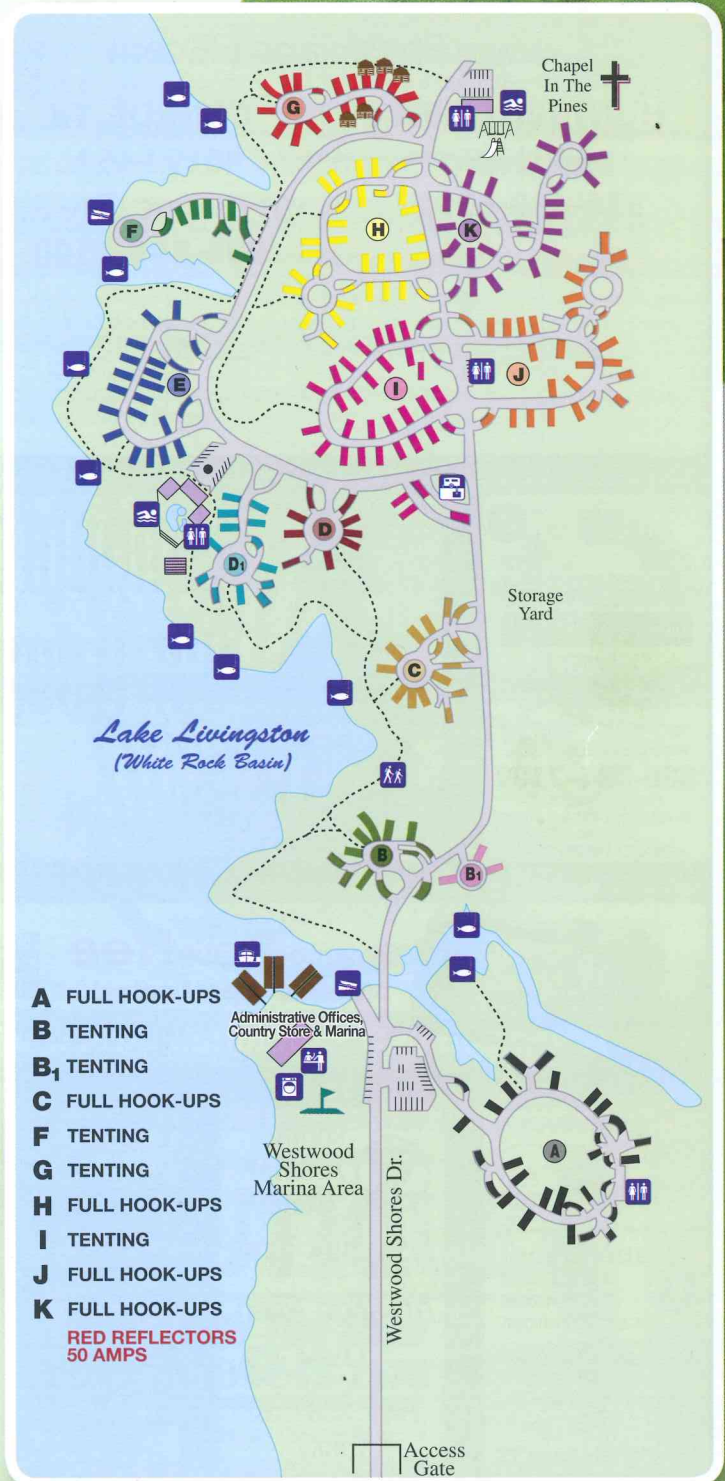 Chapel
In The
Pines
G
F
H
K
E
I
J
D
D1
Storage
Yard
C
Lake Livingston
(White Rock Basin)
B
B1
Administrative Offices,
Country Store & Marina
A FULL HOOK-UPS
B TENTING
B1 TENTING
C FULL HOOK-UPS
F TENTING
G TENTING
H FULL HOOK-UPS
I TENTING
J FULL HOOK-UPS
K FULL HOOK-UPS
RED REFLECTORS
50 AMPS
A
Westwood
Shores
Marina Area
Westwood Shores Dr.
Access
Gate